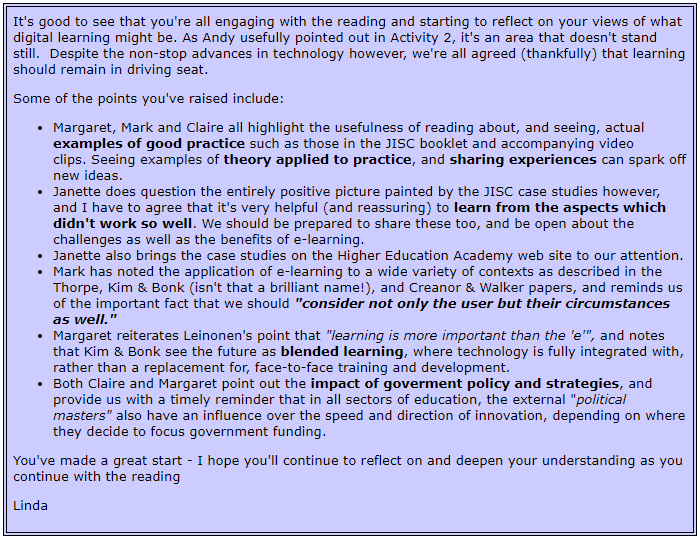 It's good to see that you're all engaging with the reading and starting to reflect on your views of what
digital learning might be. As Andy usefully pointed out in Activity 2, it's an area that doesn't stand
still.  Despite the non-stop advances in technology however, we're all agreed (thankfully) that learning
should remain in driving seat.
Some of the points you've raised include:
• Margaret, Mark and Claire all highlight the usefulness of reading about, and seeing, actual
examples of good practice such as those in the JISC booklet and accompanying video
clips. Seeing examples of theory applied to practice, and sharing experiences can spark off
new ideas.
• Janette does question the entirely positive picture painted by the JISC case studies however,
and I have to agree that it's very helpful (and reassuring) to learn from the aspects which
didn't work so well. We should be prepared to share these too, and be open about the
challenges as well as the benefits of e-learning.
• Janette also brings the case studies on the Higher Education Academy web site to our attention.
• Mark has noted the application of e-learning to a wide variety of contexts as described in the
Thorpe, Kim & Bonk (isn't that a brilliant name!), and Creanor & Walker papers, and reminds us
of the important fact that we should "consider not only the user but their circumstances
as well."
• Margaret reiterates Leinonen's point that "learning is more important than the 'e'", and notes
that Kim & Bonk see the future as blended learning, where technology is fully integrated with,
rather than a replacement for, face-to-face training and development.
• Both Claire and Margaret point out the impact of goverment policy and strategies, and
provide us with a timely reminder that in all sectors of education, the external "political
masters" also have an influence over the speed and direction of innovation, depending on where
they decide to focus government funding.
You've made a great start - I hope you'll continue to reflect on and deepen your understanding as you
continue with the reading
Linda